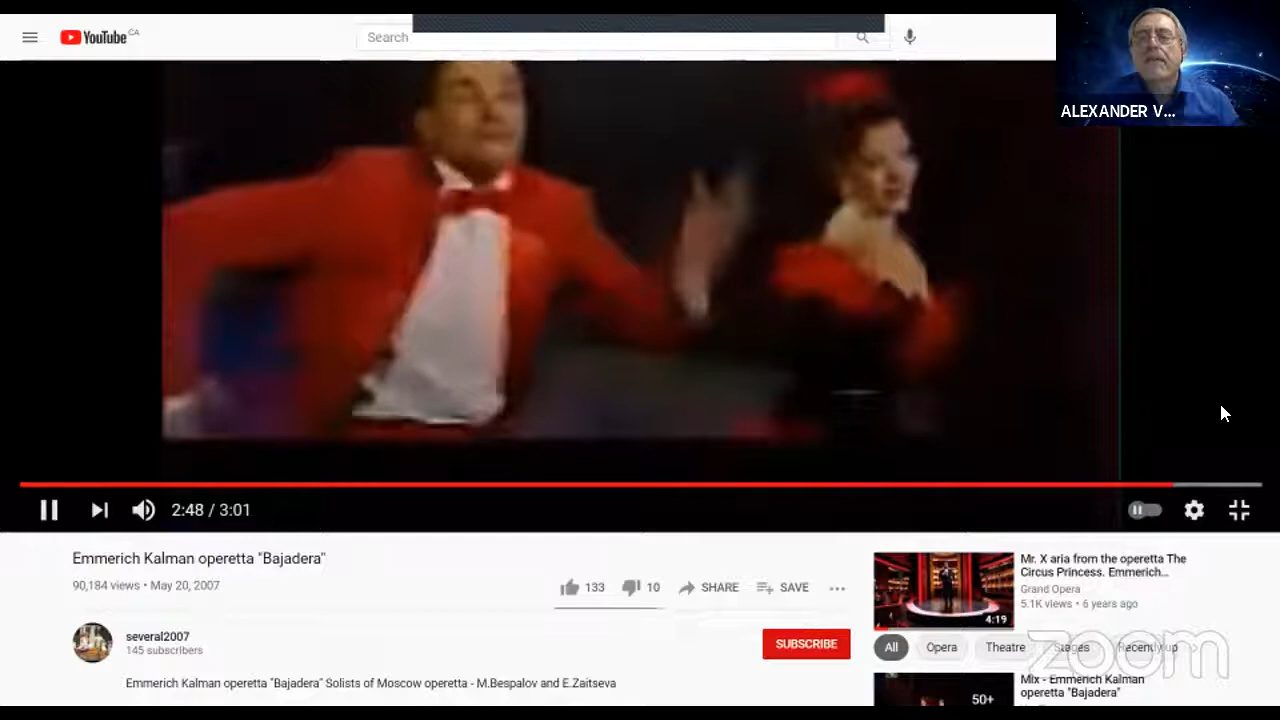 YouTube CA
Search
ALEXANDER V...
2:48 / 3:01
Emmerich Kalman operetta "Bajadera"
90,184 views • May 20, 2007
133
10
SHARE
SAVE
several2007
145 subscribers
SUBSCRIBE
Emmerich Kalman operetta "Bajadera" Solists of Moscow operetta - M.Bespalov and E.Zaitseva
4:19
Mr. X aria from the operetta The
Circus Princess. Emmerich...
Grand Opera
5.1K views • 6 years ago
All
Opera
Theatre
Stages
Recently up
zoom
50+
Mix - Emmerich Kalman
operetta "Bajadera"